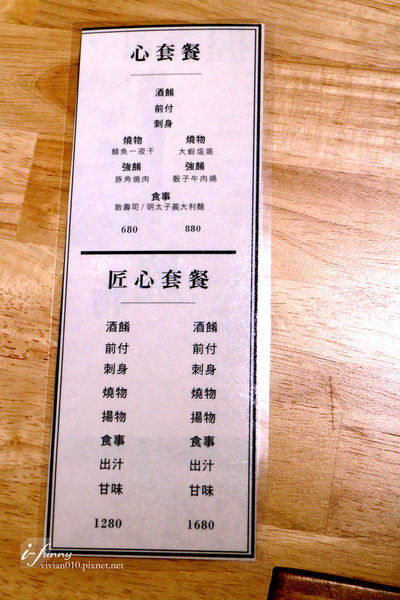 心套餐
酒餚
前付
刺身
燒物 燒物
鯖魚一夜干 大蝦塩燒
強餚 強餚
豚角燒肉 骰子牛肉燒
食事
散壽司/明太子義大利麵
680 880
匠心套餐
酒餚 酒餚
前付 前付
刺身 刺身
燒物 燒物
揚物 揚物
食事 食事
出汁 出汁
甘味 甘味
1280 1680
i-funny
vivian010.pixnet.net